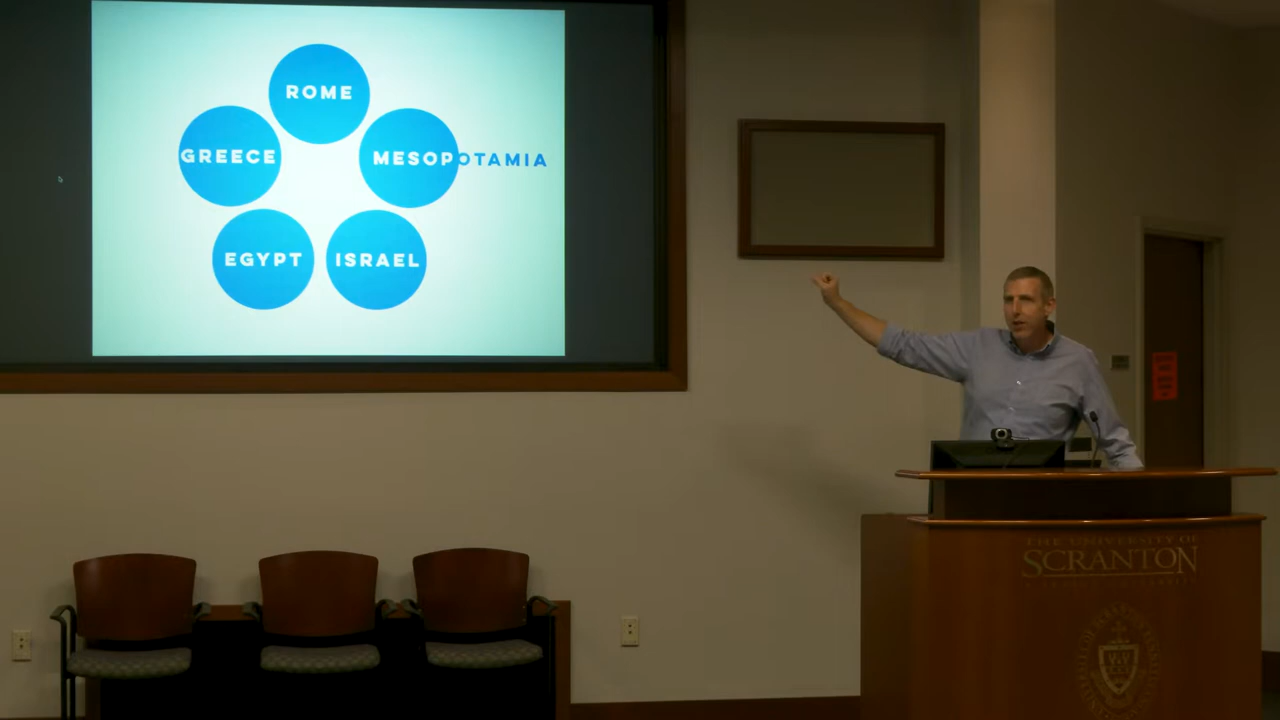 ROME
GREECE
MESOPOTAMIA
EGYPT
ISRAEL
THE UNIVERSITY OF
SCRANTON